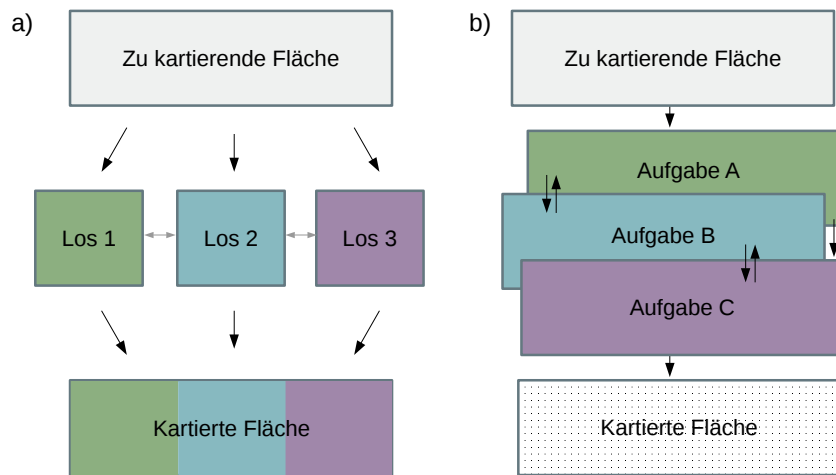 a)
Zu kartierende Fläche
Los 1
Los 2
Los 3
Kartierte Fläche
b)
Zu kartierende Fläche
Aufgabe A
Aufgabe B
Aufgabe C
Kartierte Fläche